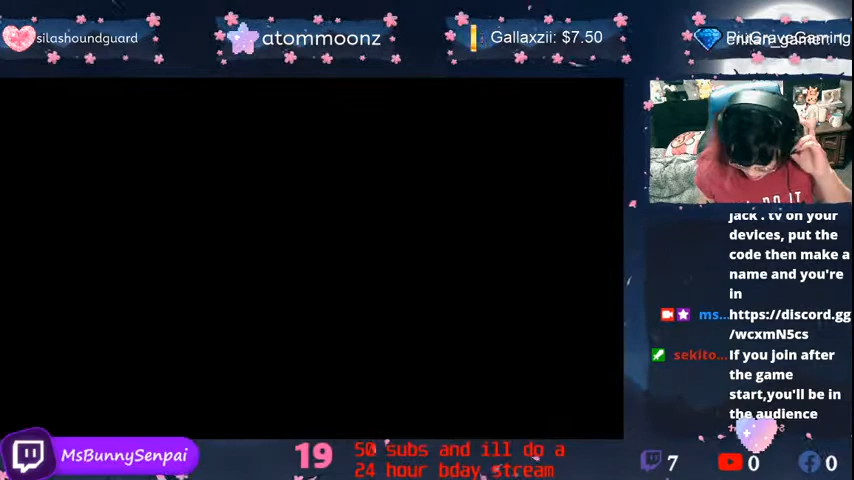 silashoundguard
atommoonz
Gallaxzii: $7.50
jack . tv on your
devices, put the
code then make a
name and you're
in
ms... https://discord.gg
/wcxmN5cs
sekito... If you join after
the game
start,you'll be in
the audience
MsBunnySenpai
19
50 subs and ill do a
24 hour bday stream
7
0
0